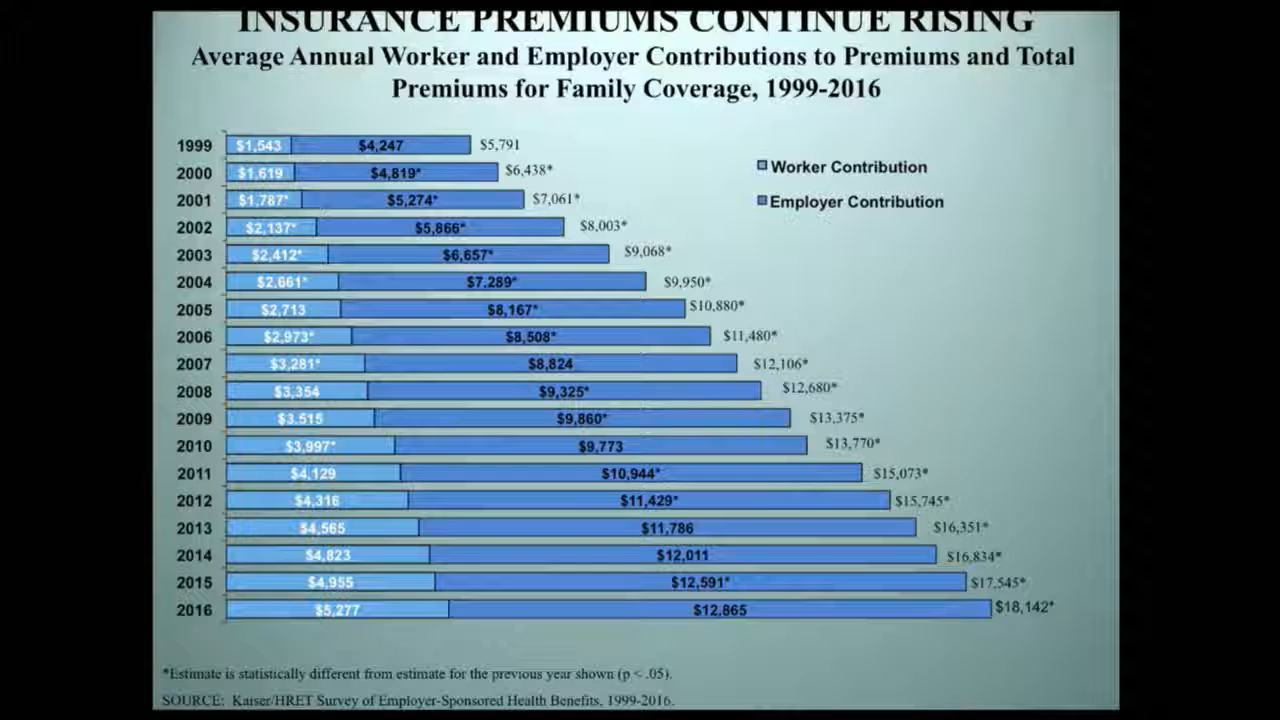 INSURANCE PREMIUMS CONTINUE RISING
Average Annual Worker and Employer Contributions to Premiums and Total
Premiums for Family Coverage, 1999-2016
1999 $1,543 $4,247 $5,791
2000 $1,619 $4,819* $6,438*
2001 $1,787* $5,274* $7,061*
2002 $2,137* $5,866* $8,003*
2003 $2,412* $6,657* $9,068*
2004 $2,661* $7,289* $9,950*
2005 $2,713 $8,167* $10,880*
2006 $2,973* $8,508* $11,480*
2007 $3,281* $8,824 $12,106*
2008 $3,354 $9,325* $12,680*
2009 $3,515 $9,860* $13,375*
2010 $3,997* $9,773 $13,770*
2011 $4,129 $10,944* $15,073*
2012 $4,316 $11,429* $15,745*
2013 $4,565 $11,786 $16,351*
2014 $4,823 $12,011 $16,834*
2015 $4,955 $12,591* $17,545*
2016 $5,277 $12,865 $18,142*
Worker Contribution
Employer Contribution
*Estimate is statistically different from estimate for the previous year shown (p < .05).
SOURCE: Kaiser/HRET Survey of Employer-Sponsored Health Benefits, 1999-2016.